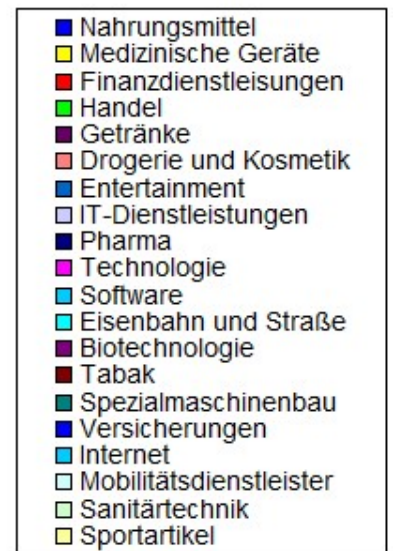 Nahrungsmittel
Medizinische Geräte
Finanzdienstleisungen
Handel
Getränke
Drogerie und Kosmetik
Entertainment
IT-Dienstleistungen
Pharma
Technologie
Software
Eisenbahn und Straße
Biotechnologie
Tabak
Spezialmaschinenbau
Versicherungen
Internet
Mobilitätsdienstleister
Sanitärtechnik
Sportartikel